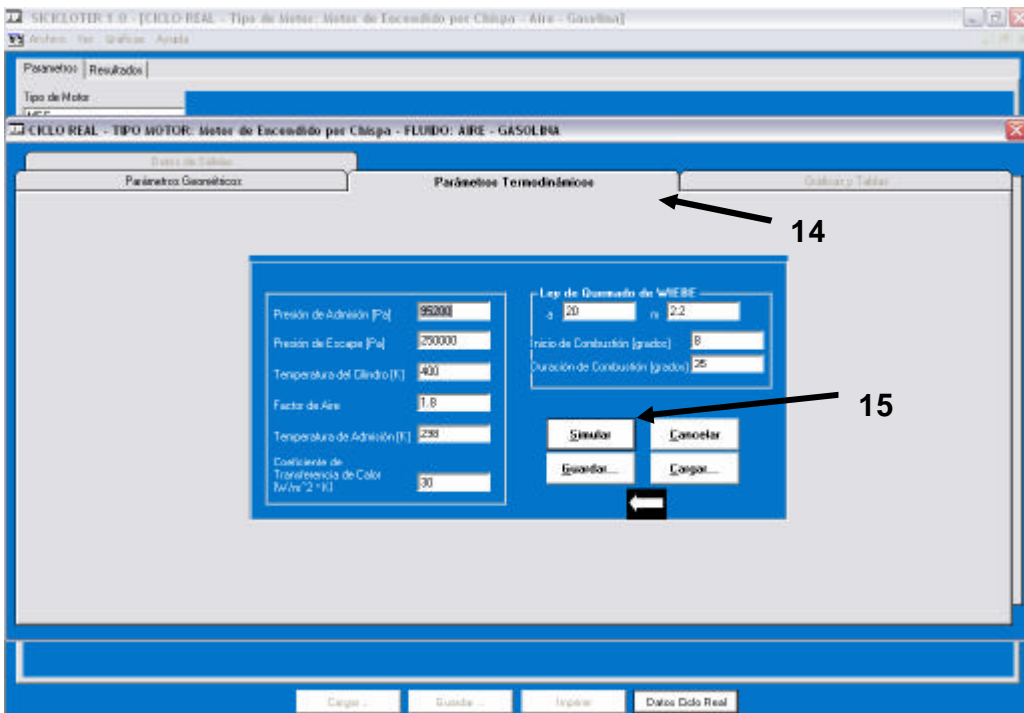 SICICLOTER 1.0 - [CICLO REAL - Tipo de Motor: Motor de Encendido por Chispa - Aire - Gasolina]
Archivo Ver Graficas Ayuda
Parametros Resultados
Tipo de Motor
CICLO REAL - TIPO MOTOR: Motor de Encendido por Chispa - FLUIDO: AIRE - GASOLINA
Datos de Salida
Parámetros Geométricos Parámetros Termodinámicos Gráficas y Tablas
14
Presión de Admisión [Pa] 95200
Presión de Escape [Pa] 250000
Temperatura del Cilindro [K] 400
Factor de Aire 1.8
Temperatura de Admisión [K] 298
Coeficiente de
Transferencia de Calor
[W/m^2 * K] 30
Ley de Quemado de WIEBE
a 20 m 2.2
Inicio de Combustión (grados) 8
Duración de Combustión (grados) 25
15
Simular Cancelar
Guardar... Cargar...
Cargar... Guardar... Imprimir Datos Ciclo Real